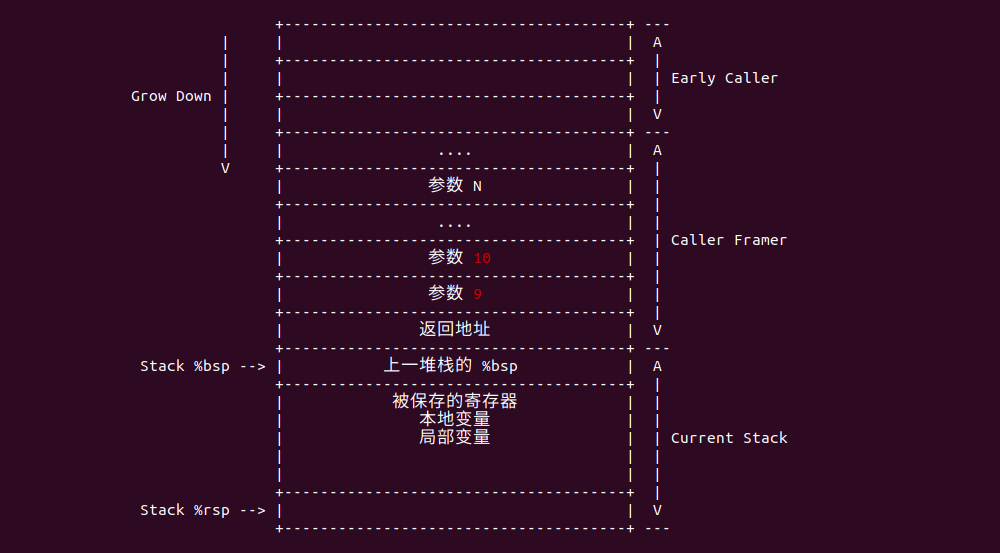 Early Caller
Grow Down
....
参数 N
....
Caller Framer
参数 10
参数 9
返回地址
Stack %bsp --> 上一堆栈的 %bsp
被保存的寄存器
本地变量
局部变量 Current Stack
Stack %rsp -->